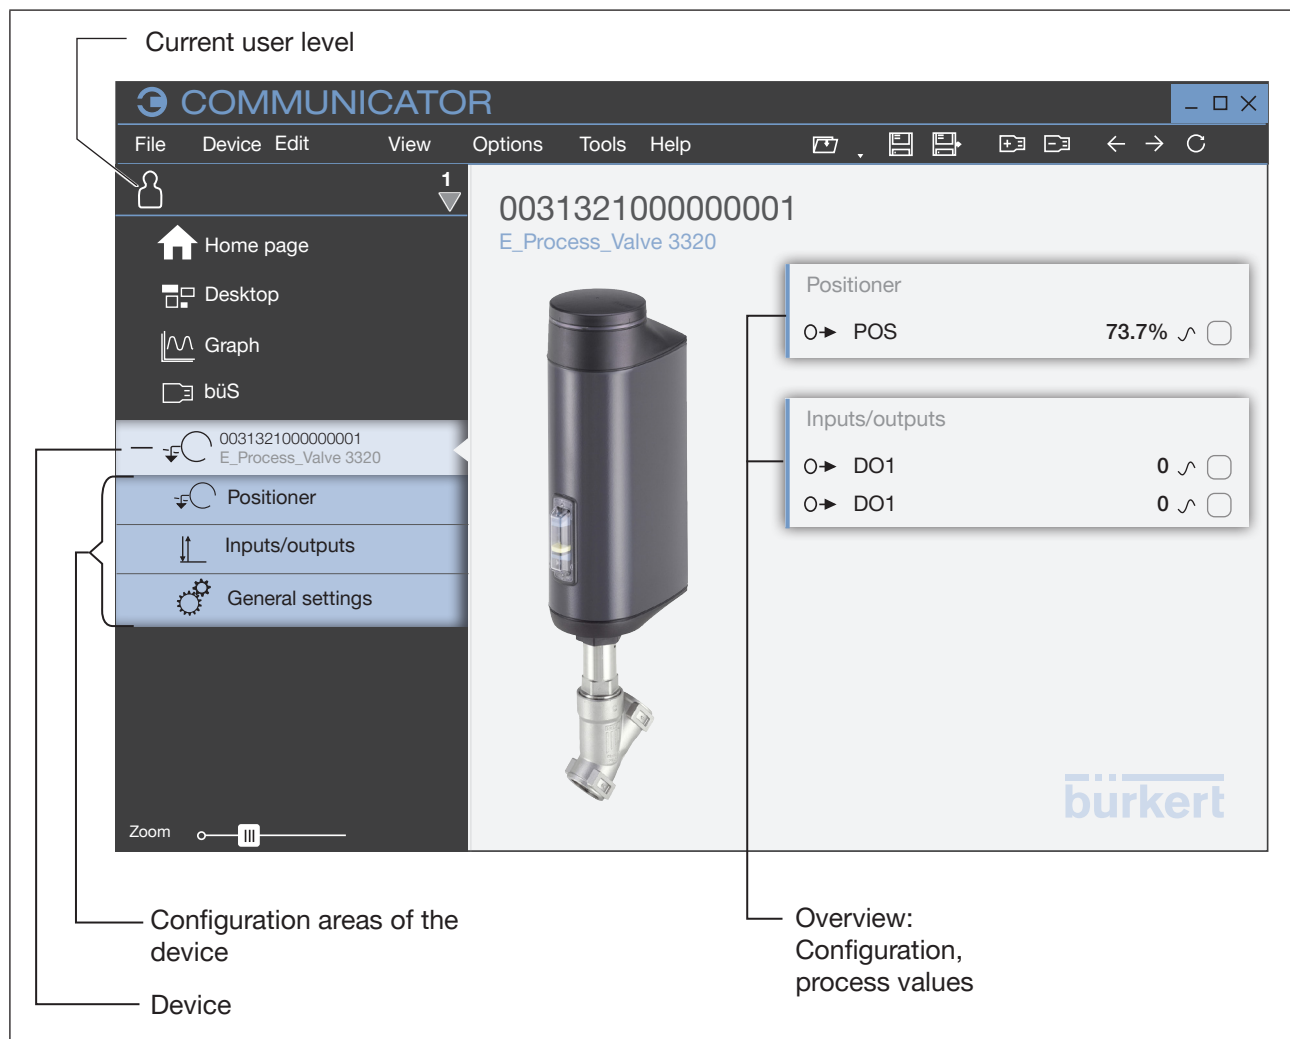 Current user level
COMMUNICATOR
File Device Edit View Options Tools Help
1
Home page
Desktop
Graph
büS
0031321000000001
E_Process_Valve 3320
Positioner
Inputs/outputs
General settings
Zoom
0031321000000001
E_Process_Valve 3320
Positioner
POS 73.7%
Inputs/outputs
DO1 0
DO1 0
burkert
Configuration areas of the
device
Device
Overview:
Configuration,
process values